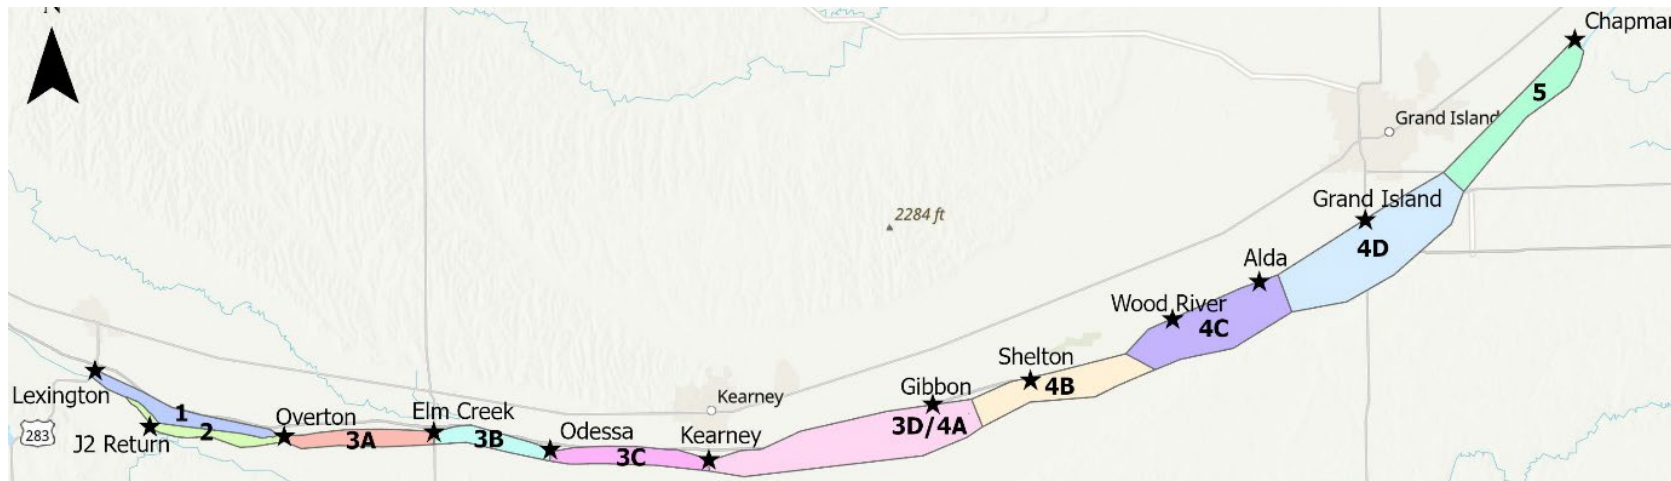 N
Chapman
5
Grand Island
2284 ft
Grand Island
4D
Alda
Wood River
4C
Shelton
4B
Gibbon
3D/4A
Kearney
Kearney
Lexington
1
Overton
Elm Creek
Odessa
2
3A
3B
3C
J2 Return
283